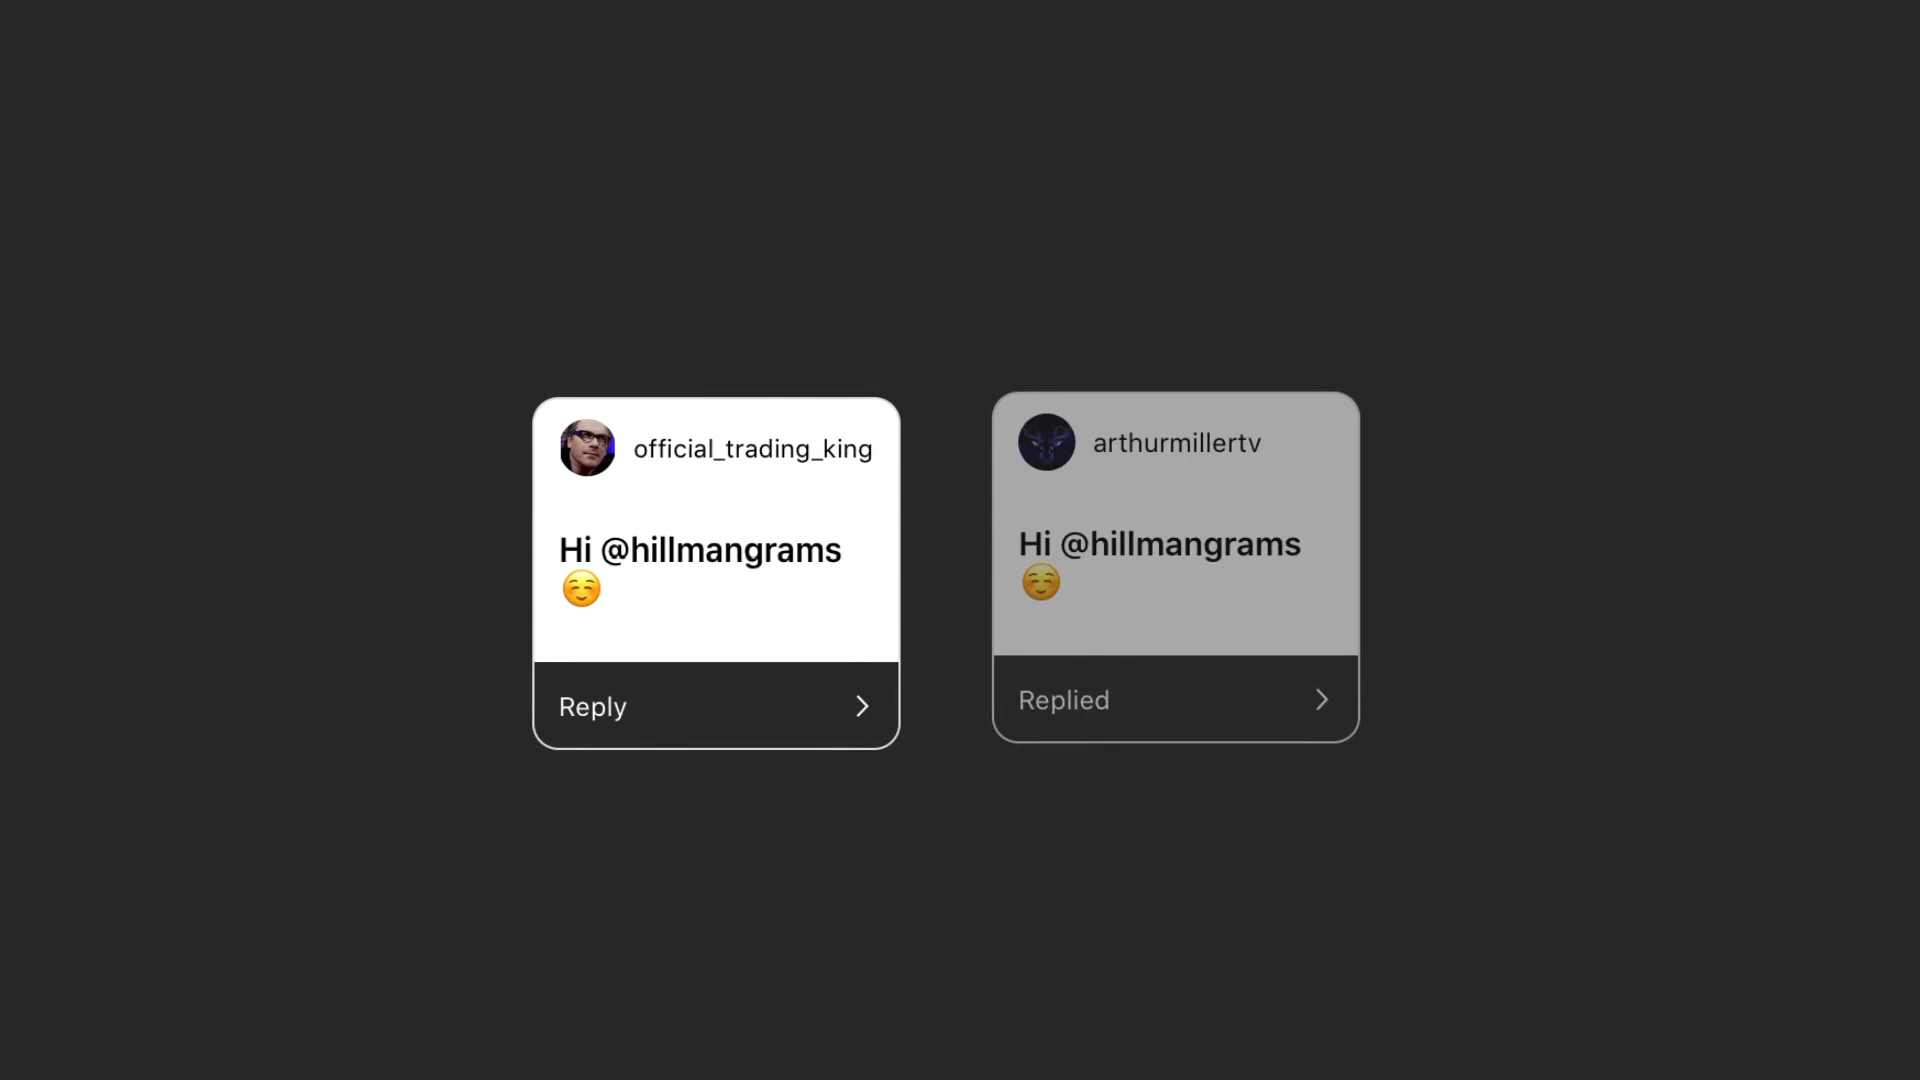 official_trading_king
Hi @hillmangrams
☺️
Reply
arthurmillertv
Hi @hillmangrams
☺️
Replied